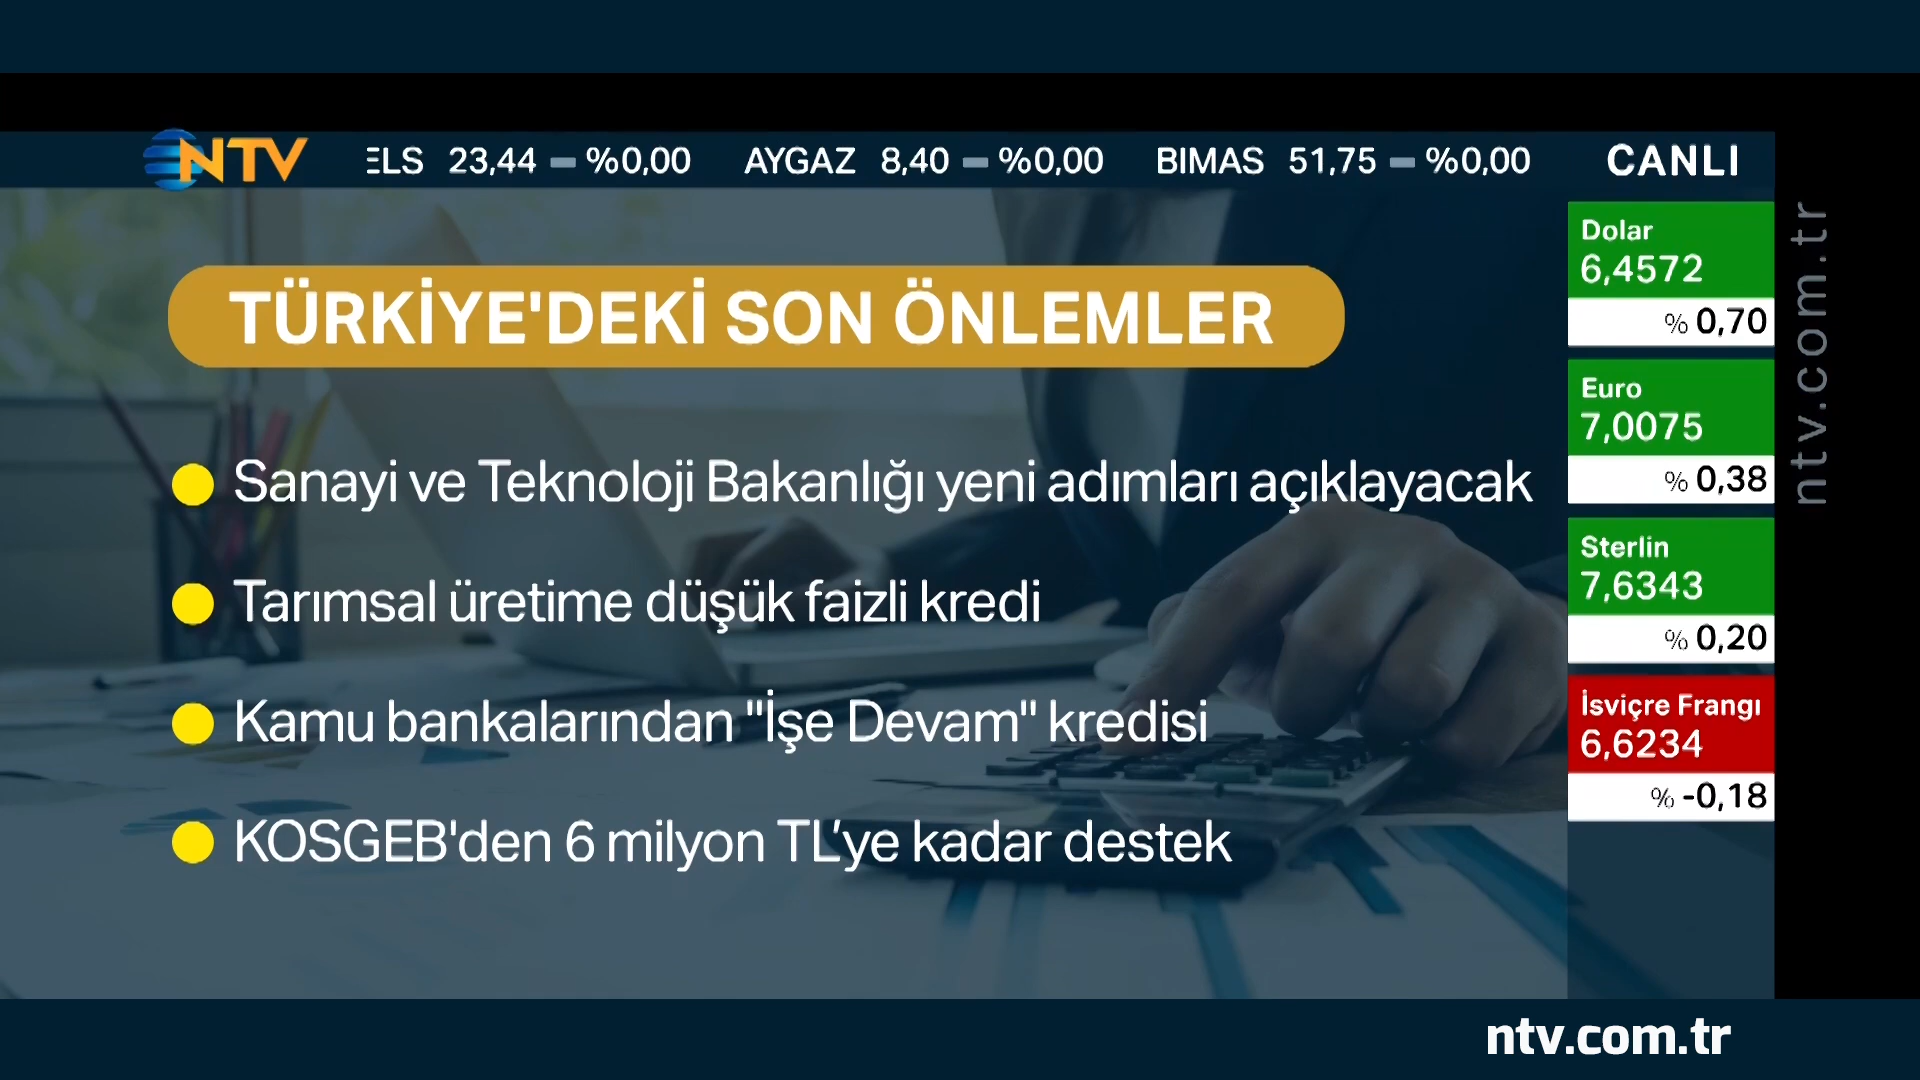 NTV
ELS 23,44 %0,00 AYGAZ 8,40 %0,00 BIMAS 51,75 %0,00
CANLI
TÜRKİYE'DEKİ SON ÖNLEMLER
Sanayi ve Teknoloji Bakanlığı yeni adımları açıklayacak
Tarımsal üretime düşük faizli kredi
Kamu bankalarından "İşe Devam" kredisi
KOSGEB'den 6 milyon TL’ye kadar destek
Dolar
6,4572
% 0,70
Euro
7,0075
% 0,38
Sterlin
7,6343
% 0,20
İsviçre Frangı
6,6234
% -0,18
ntv.com.tr
ntv.com.tr